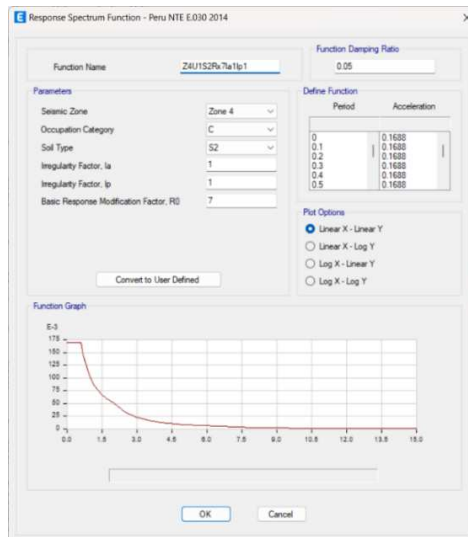 E Response Spectrum Function - Peru NTE E.030 2014
Function Name
Z4U1S2Rx7Ia1Ip1
Function Damping Ratio
0.05
Parameters
Seismic Zone
Zone 4
Occupation Category
C
Soil Type
S2
Irregularity Factor, Ia
1
Irregularity Factor, Ip
1
Basic Response Modification Factor, R0
7
Convert to User Defined
Define Function
Period Acceleration
0 0.1688
0.1 0.1688
0.2 0.1688
0.3 0.1688
0.4 0.1688
0.5 0.1688
Plot Options
Linear X - Linear Y
Linear X - Log Y
Log X - Linear Y
Log X - Log Y
Function Graph
E-3
175
150
125
100
75
50
25
0
0.0 1.5 3.0 4.5 6.0 7.5 9.0 10.5 12.0 13.5 15.0
OK Cancel